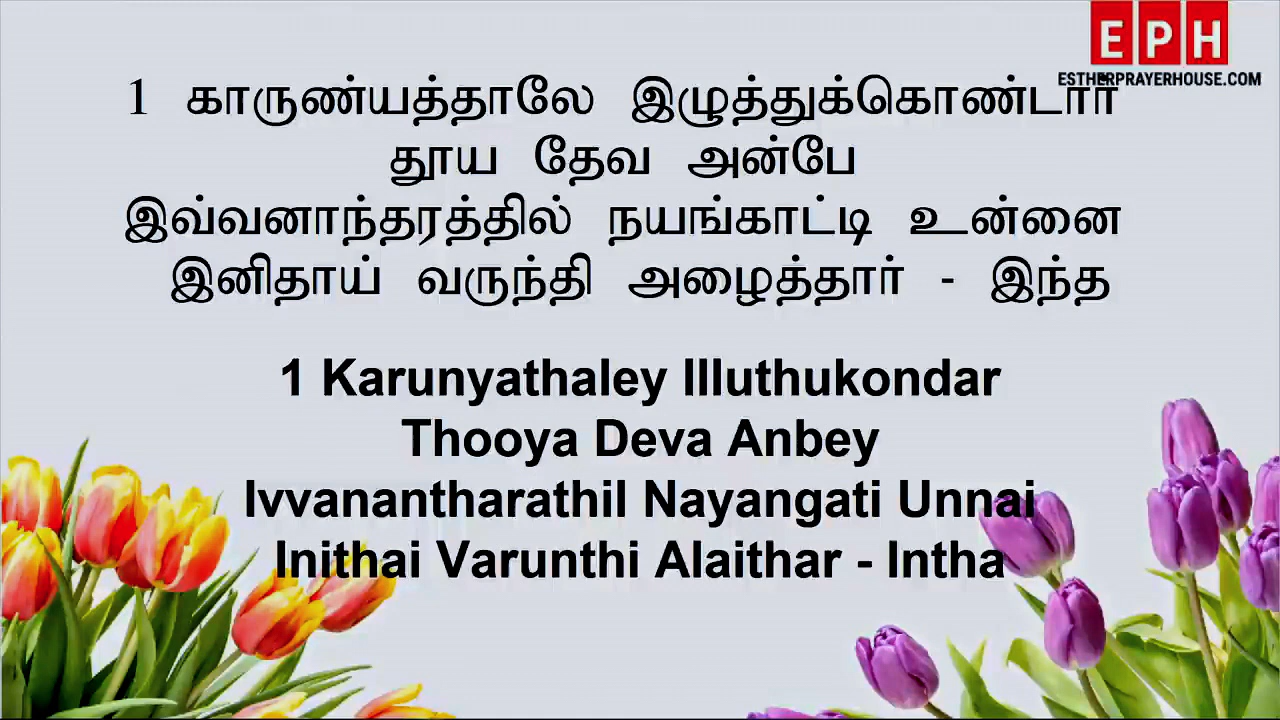 EPH
ESTHERPRAYERHOUSE.COM
1 காருண்யத்தாலே இழுத்துக்கொண்டார்
தூய தேவ அன்பே
இவ்வனாந்தரத்தில் நயங்காட்டி உன்னை
இனிதாய் வருந்தி அழைத்தார் - இந்த
1 Karunyathaley Illuthukondar
Thooya Deva Anbey
Ivvanantharathil Nayangati Unnai
Inithai Varunthi Alaithar - Intha